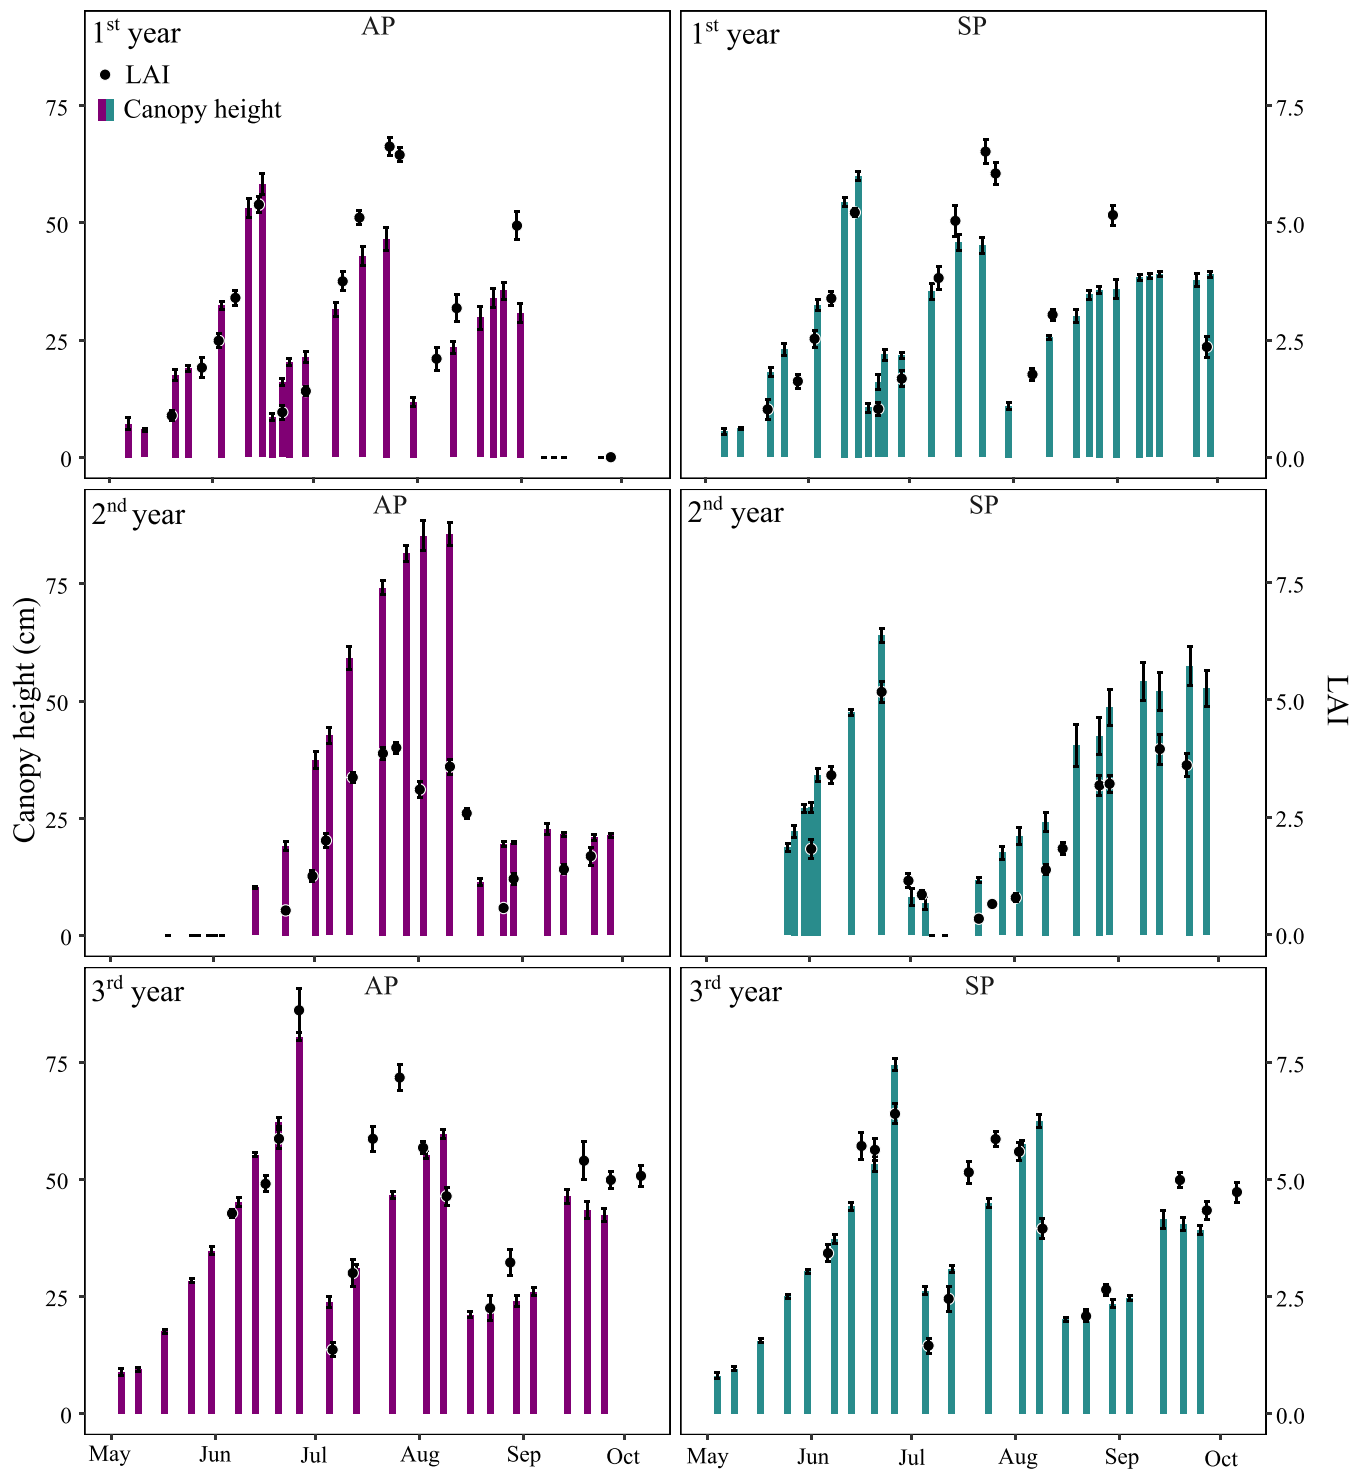 1st year AP
LAI
Canopy height
75
50
25
0
1st year SP
7.5
5.0
2.5
0.0
2nd year AP
75
50
25
0
2nd year SP
7.5
5.0
2.5
0.0
Canopy height (cm)
LAI
3rd year AP
75
50
25
0
3rd year SP
7.5
5.0
2.5
0.0
May Jun Jul Aug Sep Oct
May Jun Jul Aug Sep Oct